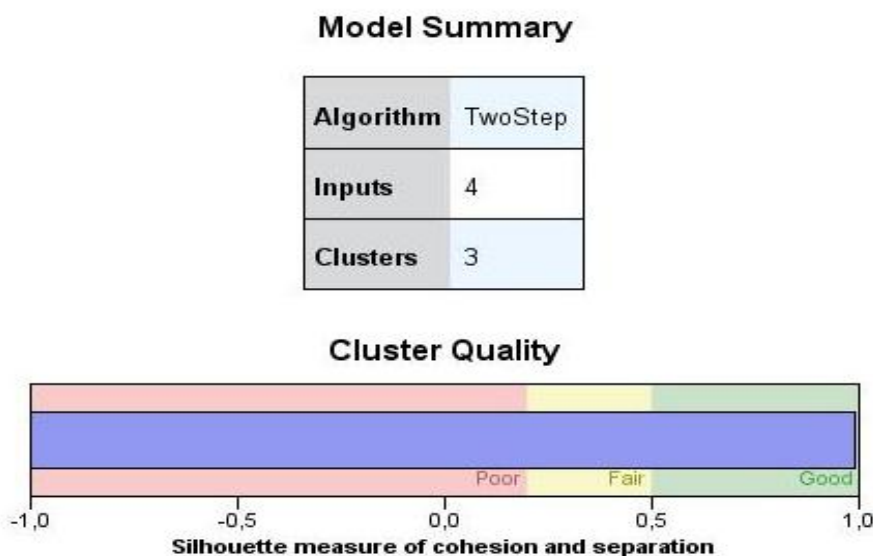 Model Summary
Algorithm TwoStep
Inputs 4
Clusters 3
Cluster Quality
Poor Fair Good
-1,0 -0,5 0,0 0,5 1,0
Silhouette measure of cohesion and separation